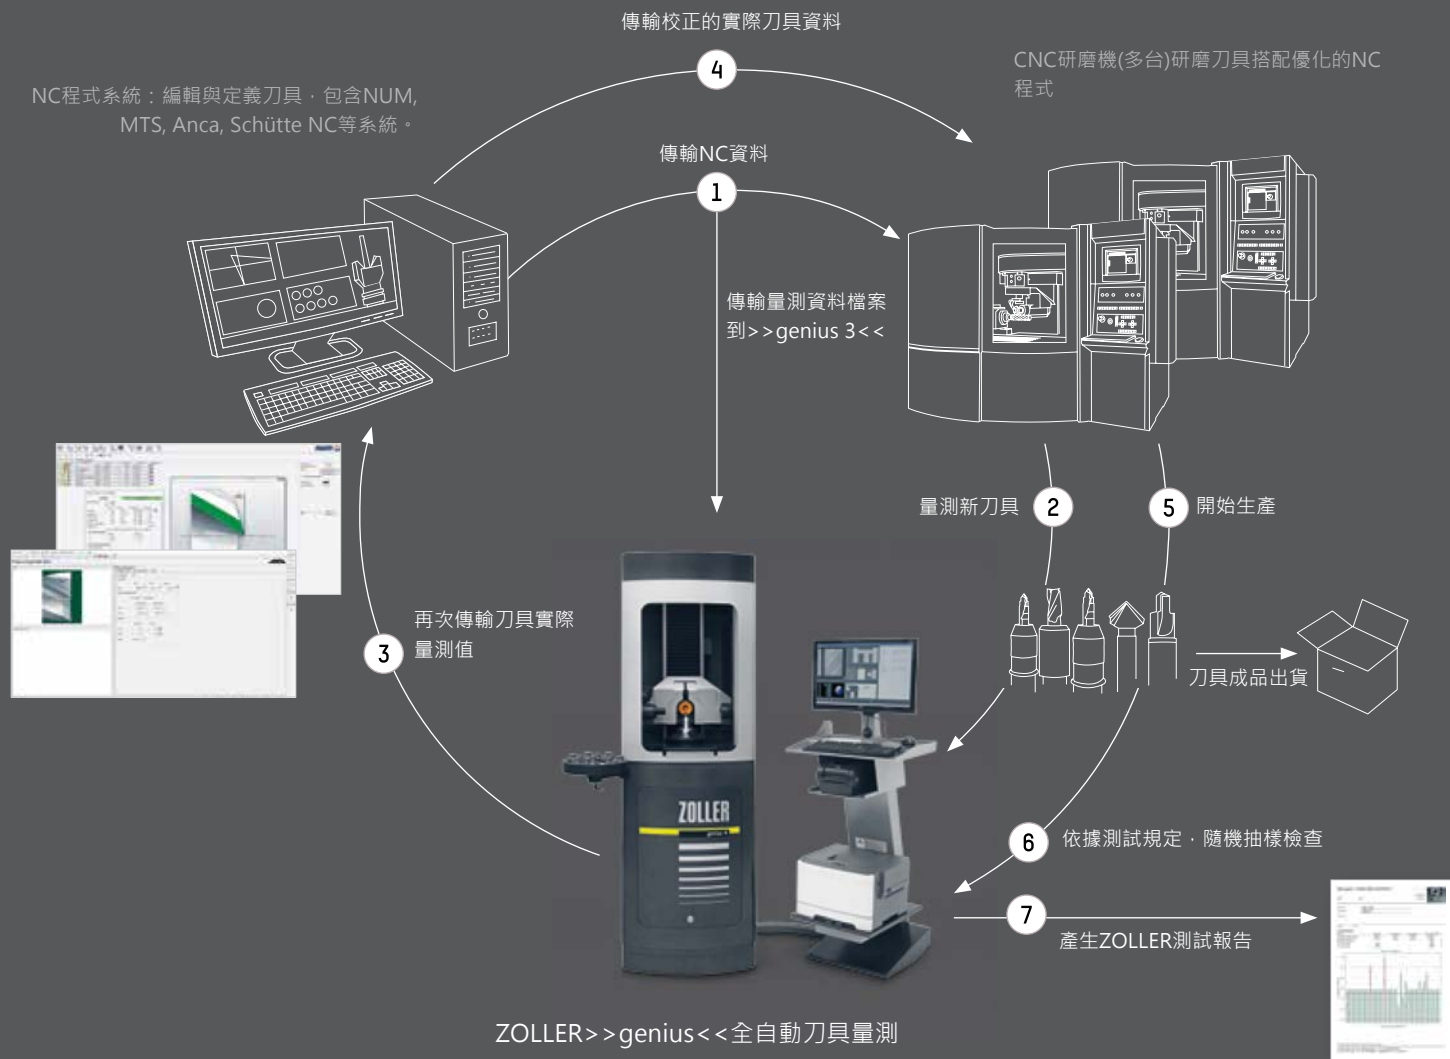 傳輸校正的實際刀具資料
4
CNC研磨機(多台)研磨刀具搭配優化的NC
程式
NC程式系統：編輯與定義刀具，包含NUM,
MTS, Anca, Schütte NC等系統。
傳輸NC資料
1
傳輸量測資料檔案
到>>genius 3<<
量測新刀具
2
5
開始生產
再次傳輸刀具實際
量測值
3
刀具成品出貨
ZOLLER
6
依據測試規定，隨機抽樣檢查
7
產生ZOLLER測試報告
ZOLLER>>genius<<全自動刀具量測